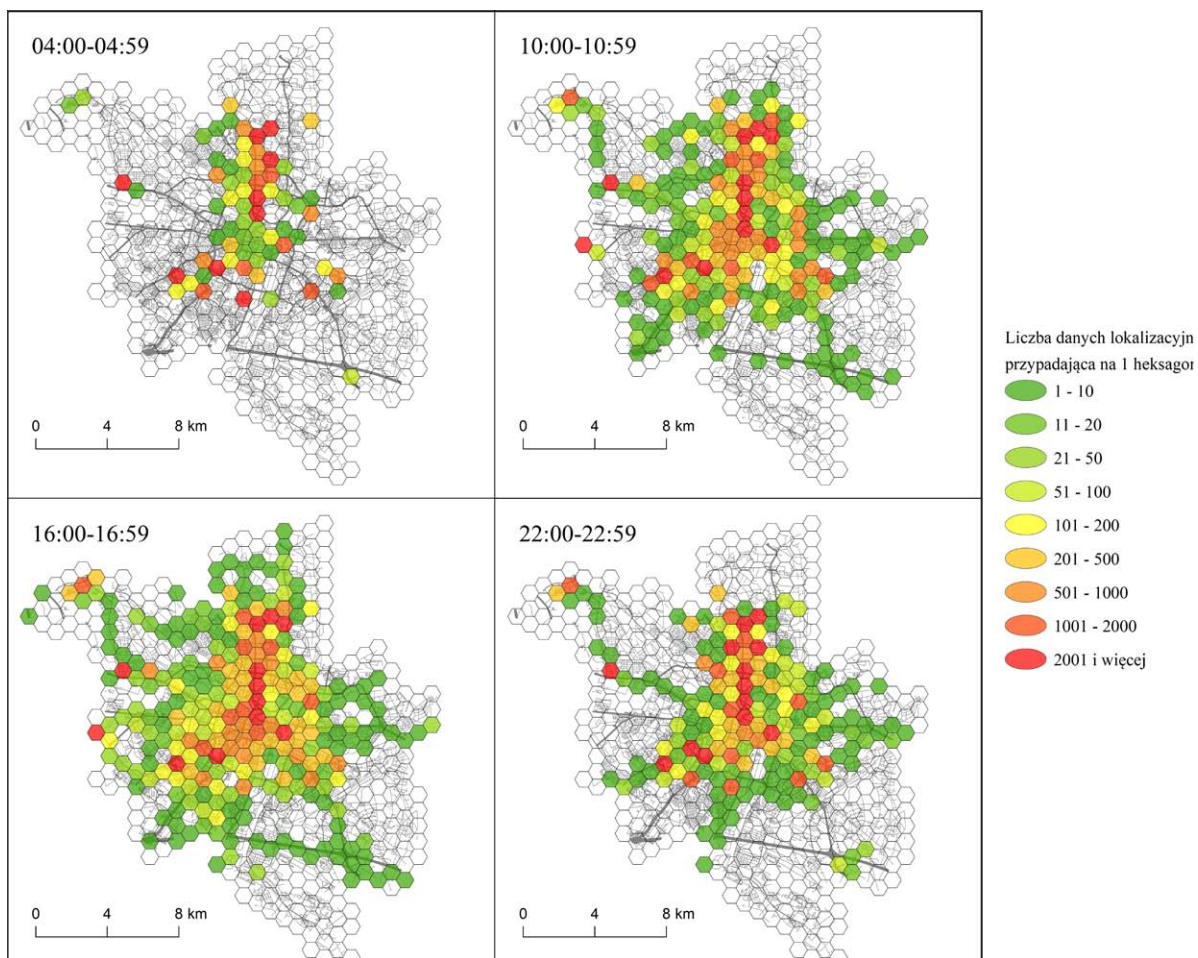 04:00-04:59
10:00-10:59
0 4 8 km
0 4 8 km
16:00-16:59
22:00-22:59
0 4 8 km
0 4 8 km
Liczba danych lokalizacyjn
przypadająca na 1 heksagon
1 - 10
11 - 20
21 - 50
51 - 100
101 - 200
201 - 500
501 - 1000
1001 - 2000
2001 i więcej